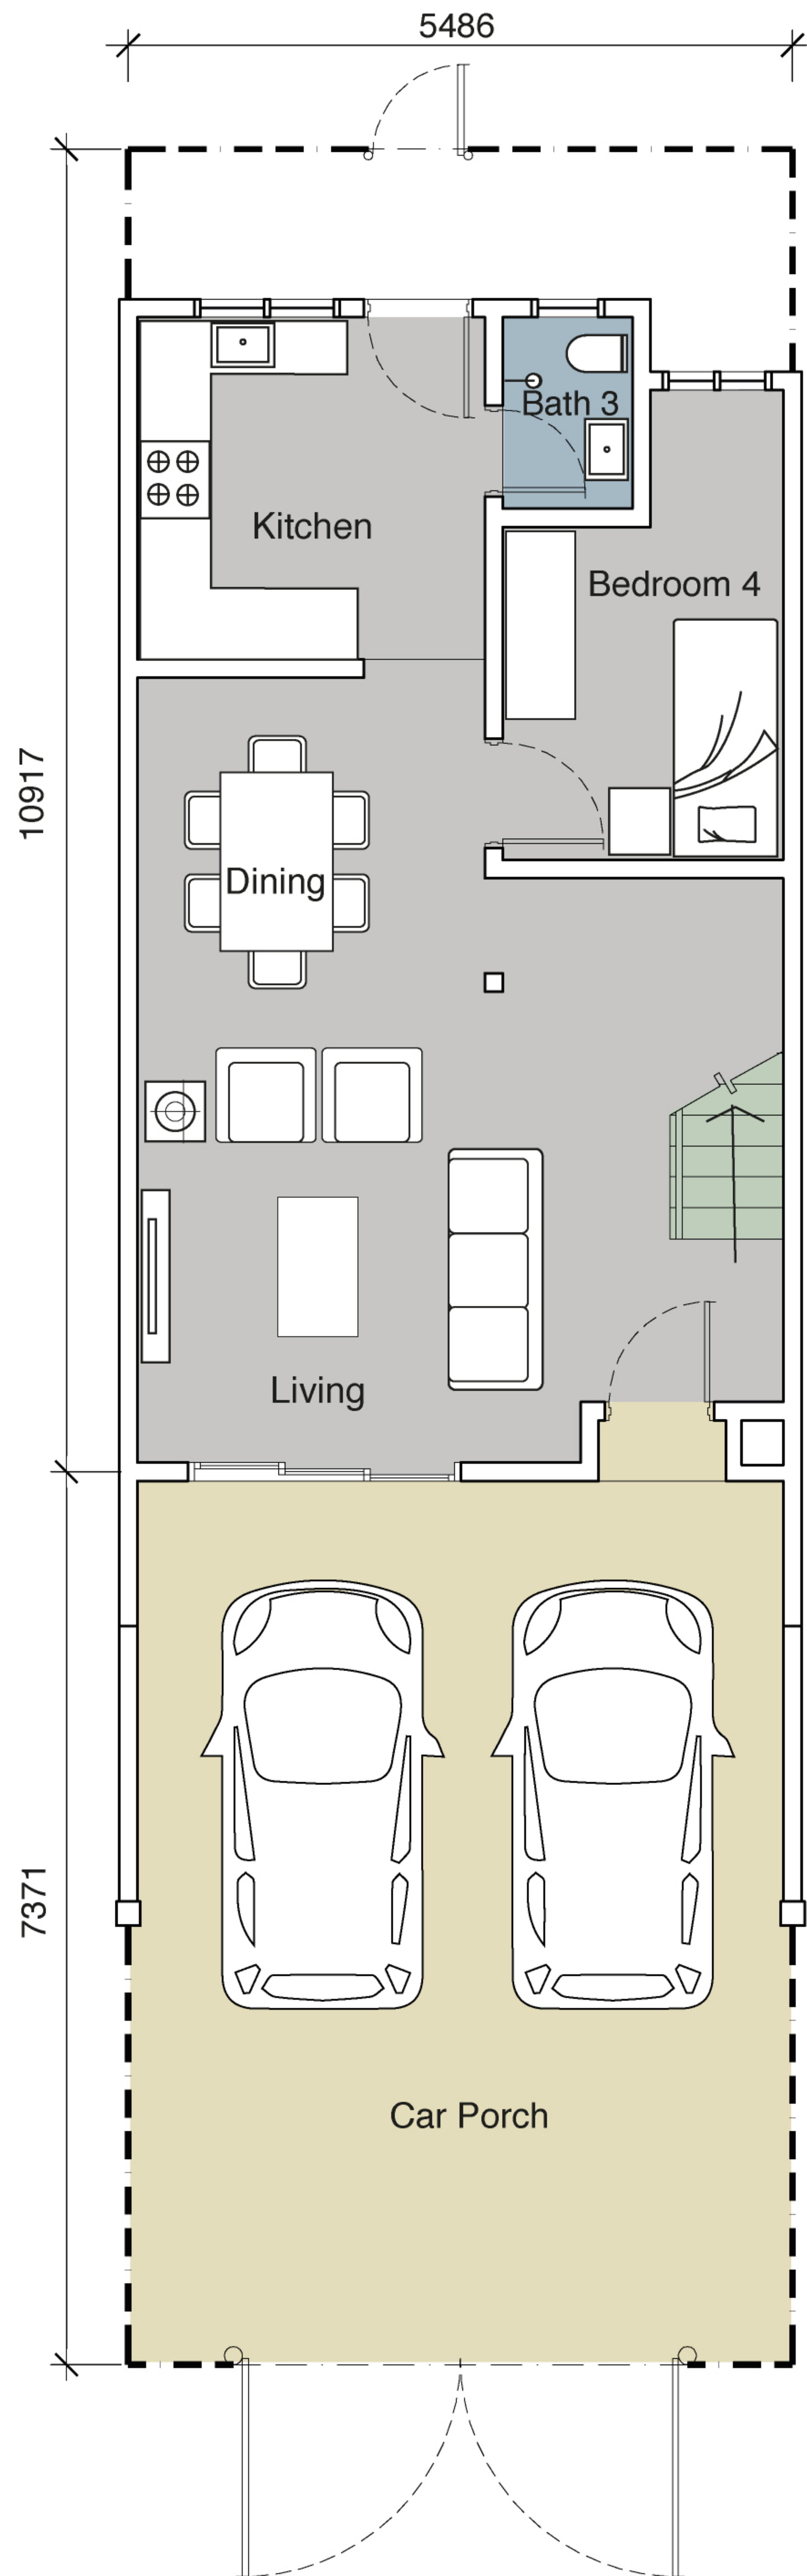 5486
Bath 3
Kitchen
Bedroom 4
10917
Dining
Living
7371
Car Porch